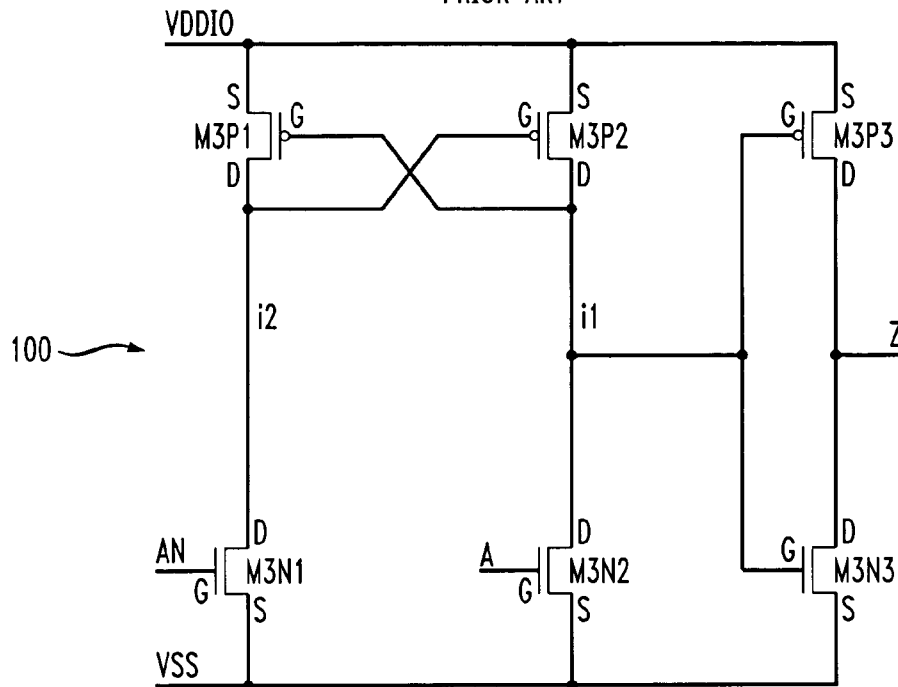 PRIOR ART
VDDIO
S
G
M3P1
D
S
G
M3P2
D
S
G
M3P3
D
i2
i1
100
Z
AN
D
M3N1
G
S
A
D
M3N2
G
S
D
G
M3N3
S
VSS